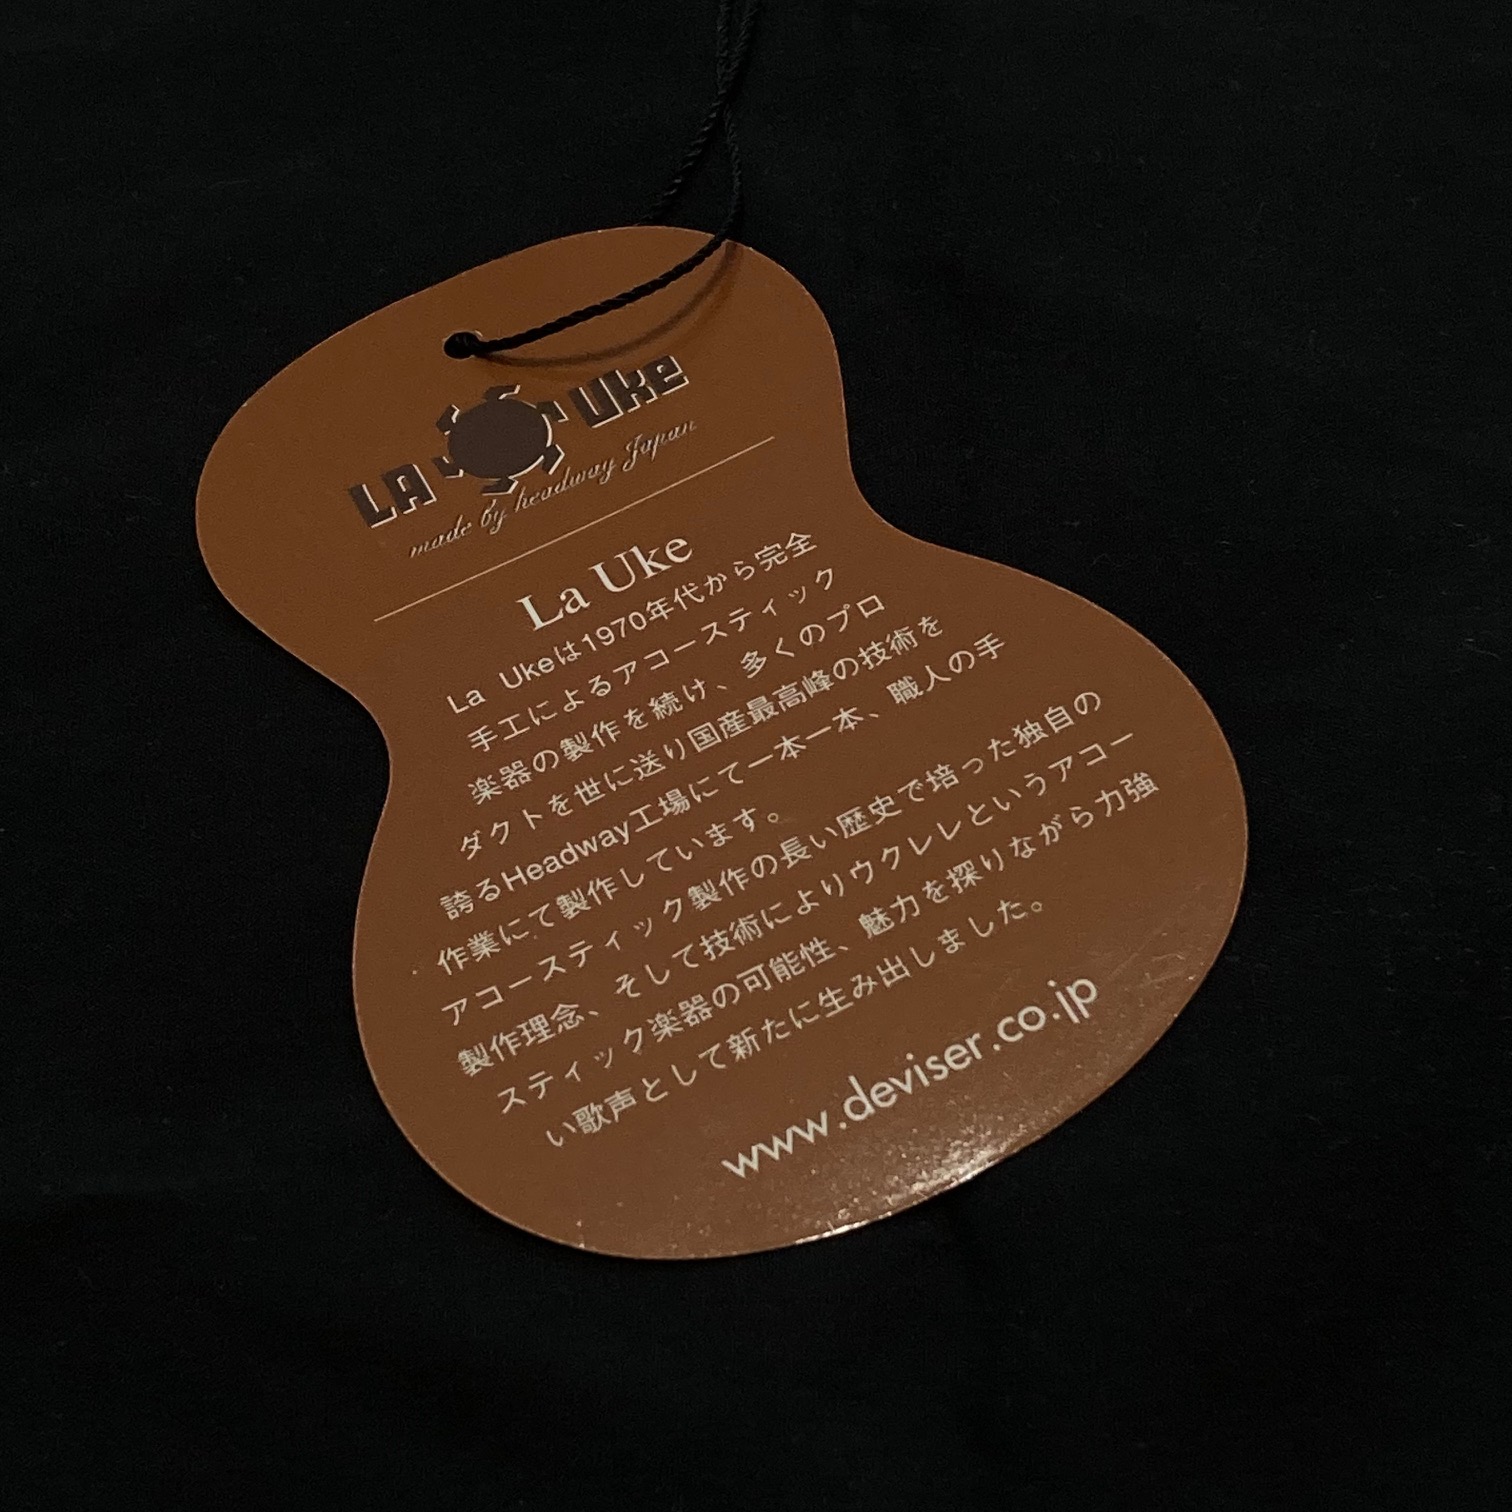 LA Uke
made by headway Japan
La Uke
La Ukeは1970年代から完全
手工によるアコースティック
楽器の製作を続け、多くのプロ
ダクトを世に送り国産最高峰の技術を
誇るHeadway工場にて一本一本、職人の手
作業にて製作しています。
アコースティック製作の長い歴史で培った独自の
製作理念、そして技術によりウクレレというアコー
スティック楽器の可能性、魅力を探りながら力強
い歌声として新たに生み出しました。
www.deviser.co.jp